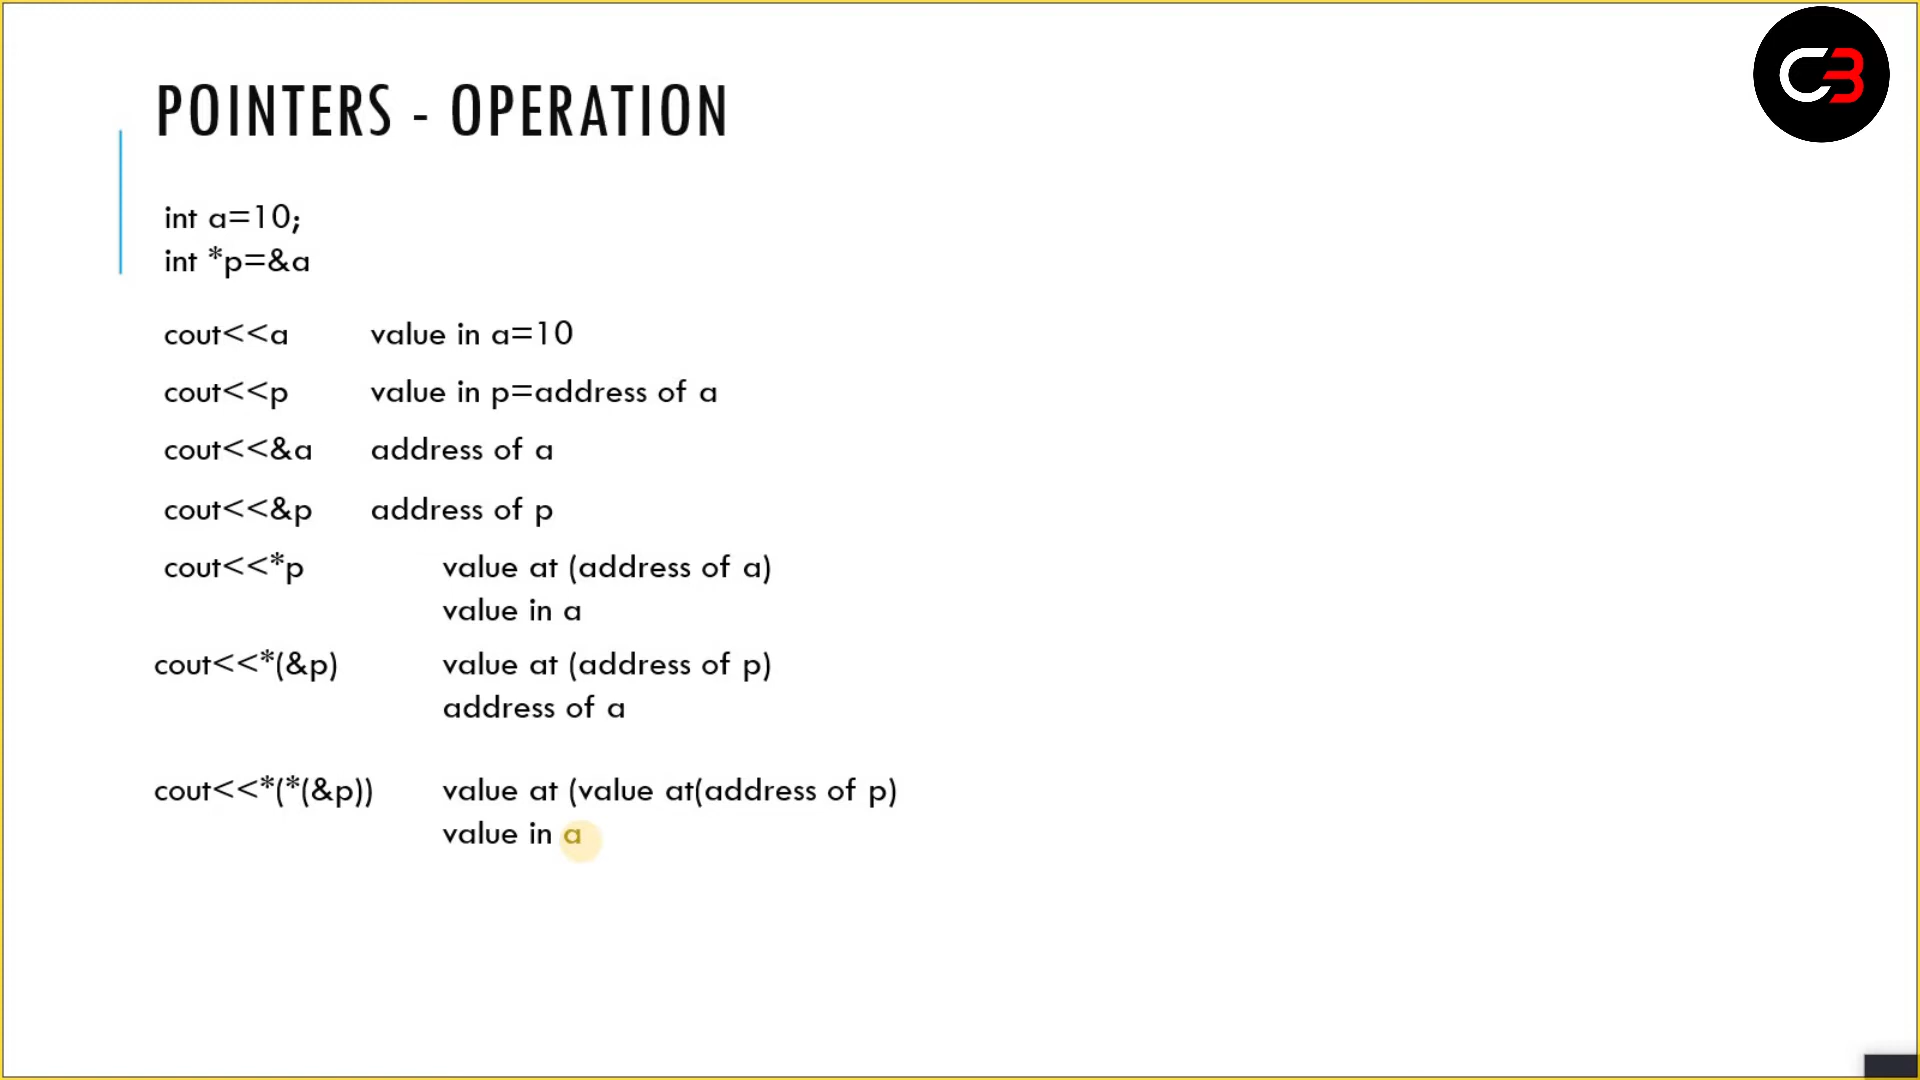 POINTERS - OPERATION
C3
int a=10;
int *p=&a
cout<<a value in a=10
cout<<p value in p=address of a
cout<<&a address of a
cout<<&p address of p
cout<<*p value at (address of a)
value in a
cout<<*(&p) value at (address of p)
address of a
cout<<*(*(&p)) value at (value at(address of p)
value in a